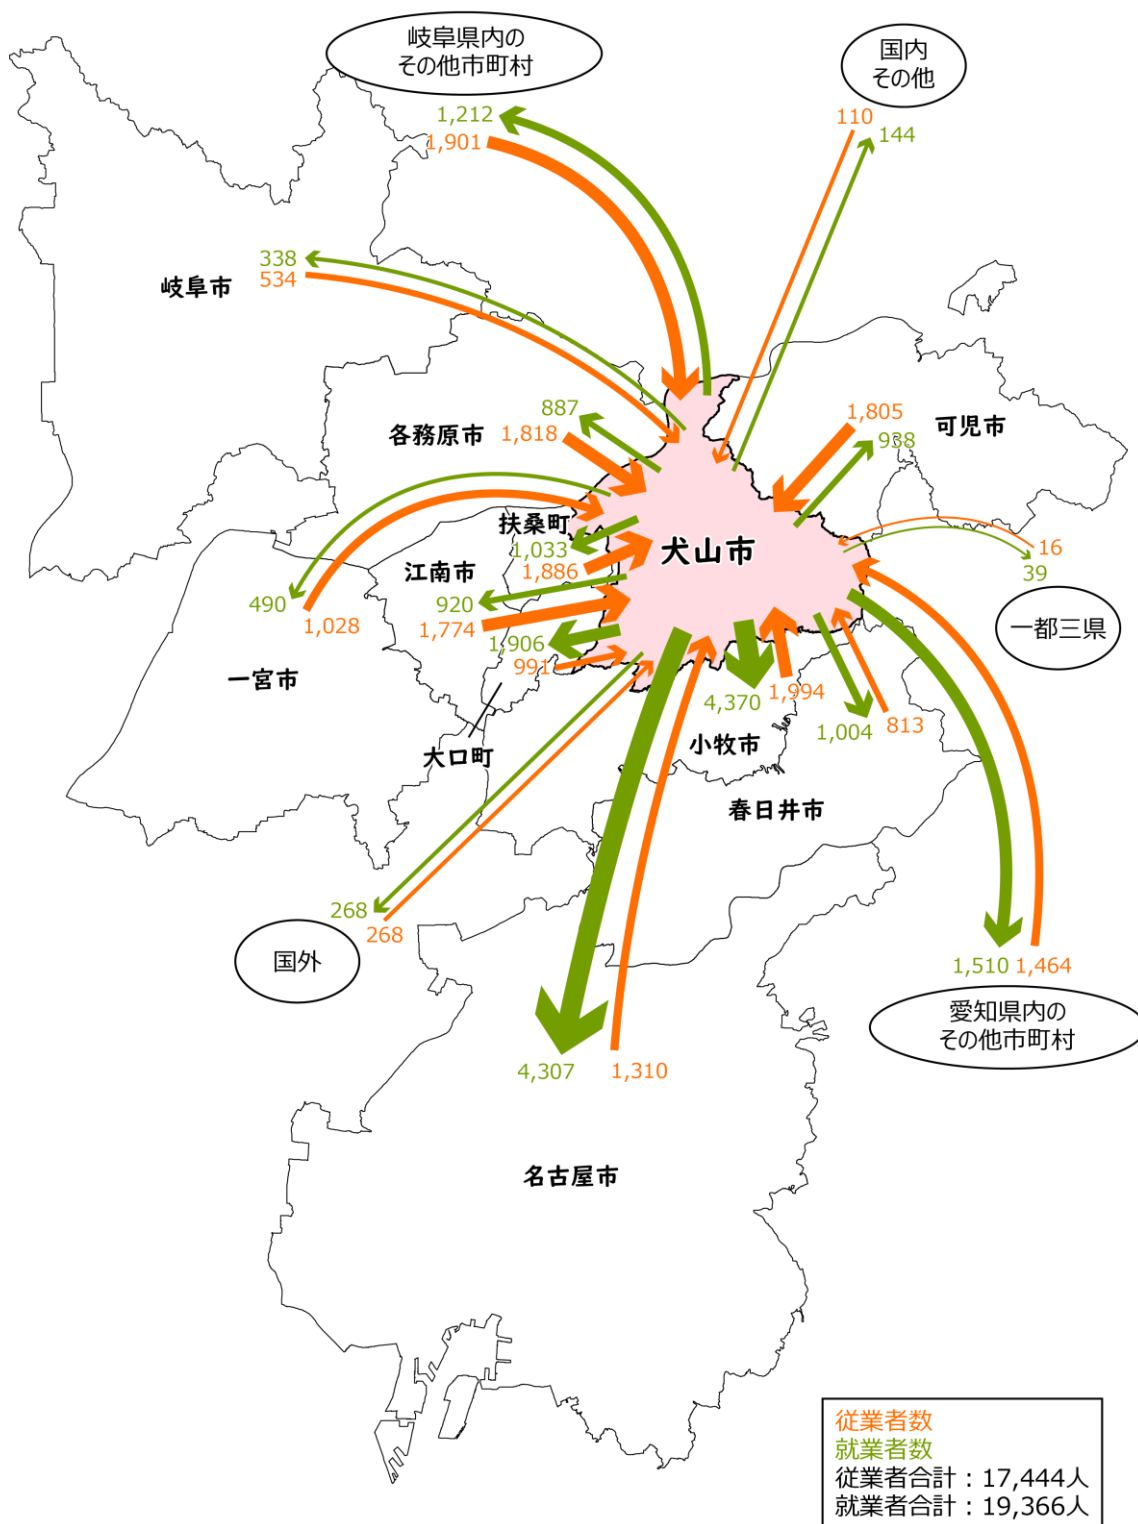 岐阜県内の
その他市町村
国内
その他
1,212
1,901
110
144
338
534
岐阜市
887
1,818
各務原市
1,805
938
可児市
扶桑町
1,033
1,886
犬山市
16
39
一都三県
江南市
920
1,774
490
1,028
1,906
991
一宮市
大口町
4,370
1,994
小牧市
1,004
813
春日井市
268
268
国外
1,510
1,464
愛知県内の
その他市町村
4,307
1,310
名古屋市
従業者数
就業者数
従業者合計：17,444人
就業者合計：19,366人